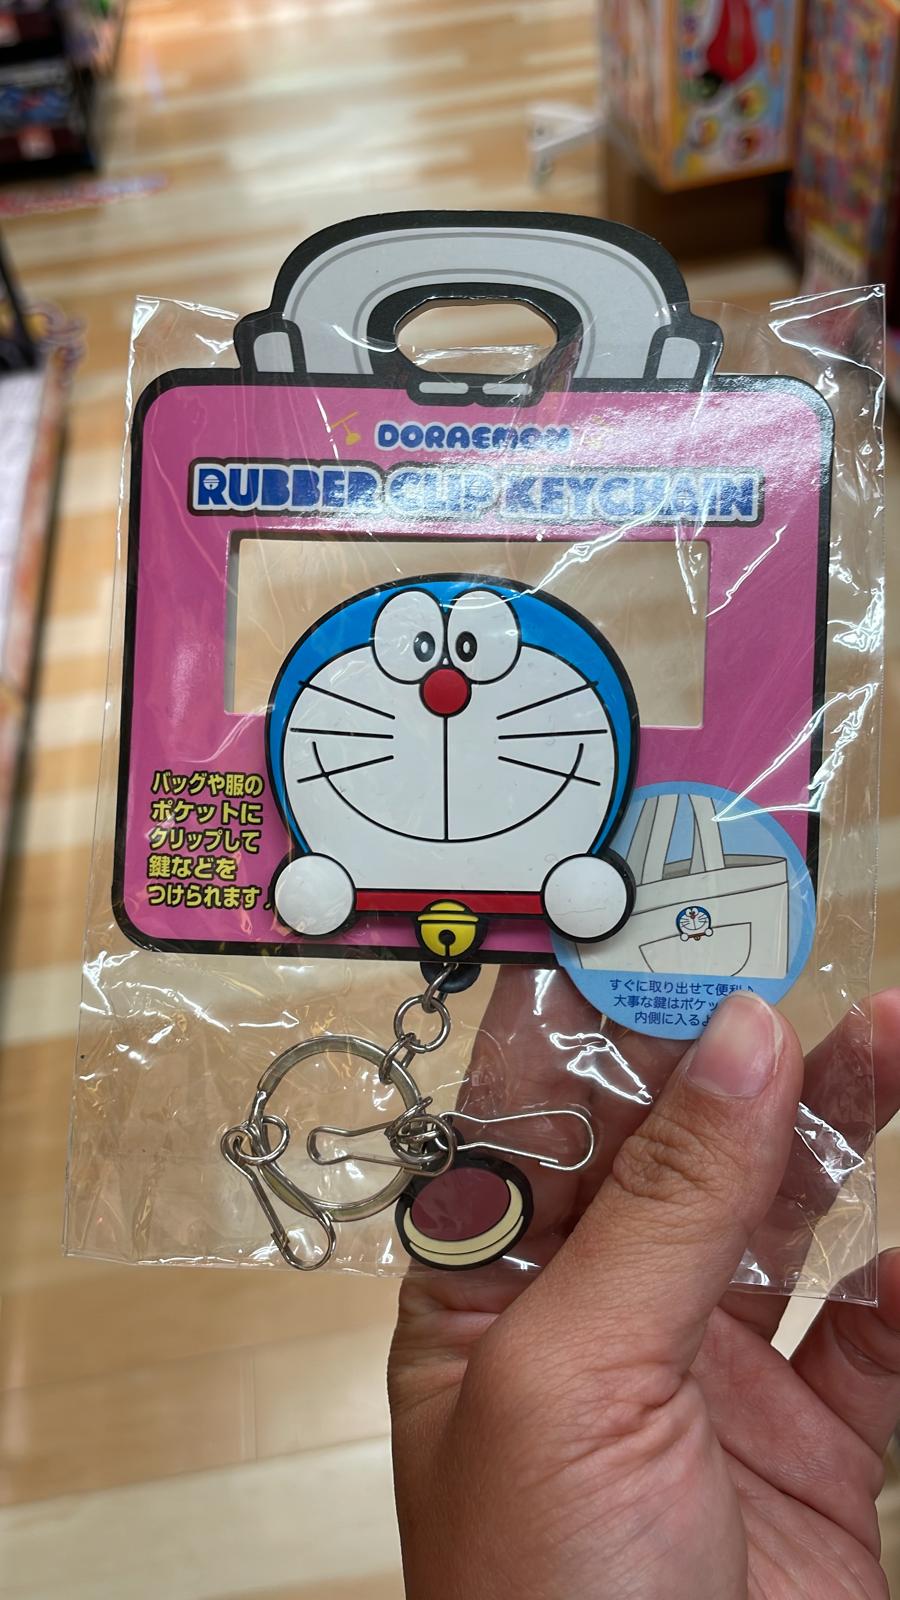 DORAEMON
RUBBER CLIP KEYCHAIN
バッグや服の
ポケットに
クリップして
鍵などを
つけられます♪
すぐに取り出せて便利♪
大事な鍵はポケッ
内側に入るよ